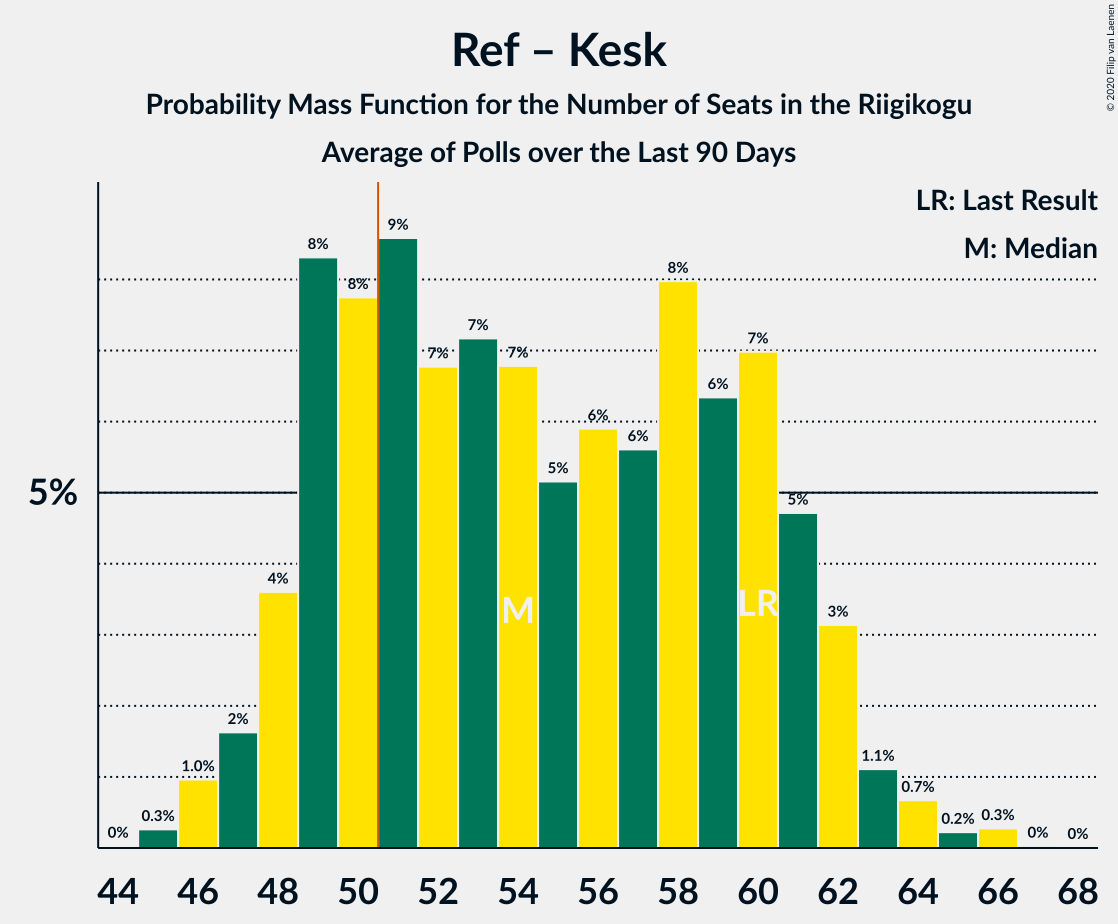 Ref – Kesk
Probability Mass Function for the Number of Seats in the Riigikogu
Average of Polls over the Last 90 Days
© 2020 Filip van Laenen
LR: Last Result
M: Median
5%
0%
0.3%
1.0%
2%
4%
8%
8%
9%
7%
7%
7%
5%
6%
6%
8%
6%
7%
5%
3%
1.1%
0.7%
0.2%
0.3%
0%
0%
M
LR
44 46 48 50 52 54 56 58 60 62 64 66 68